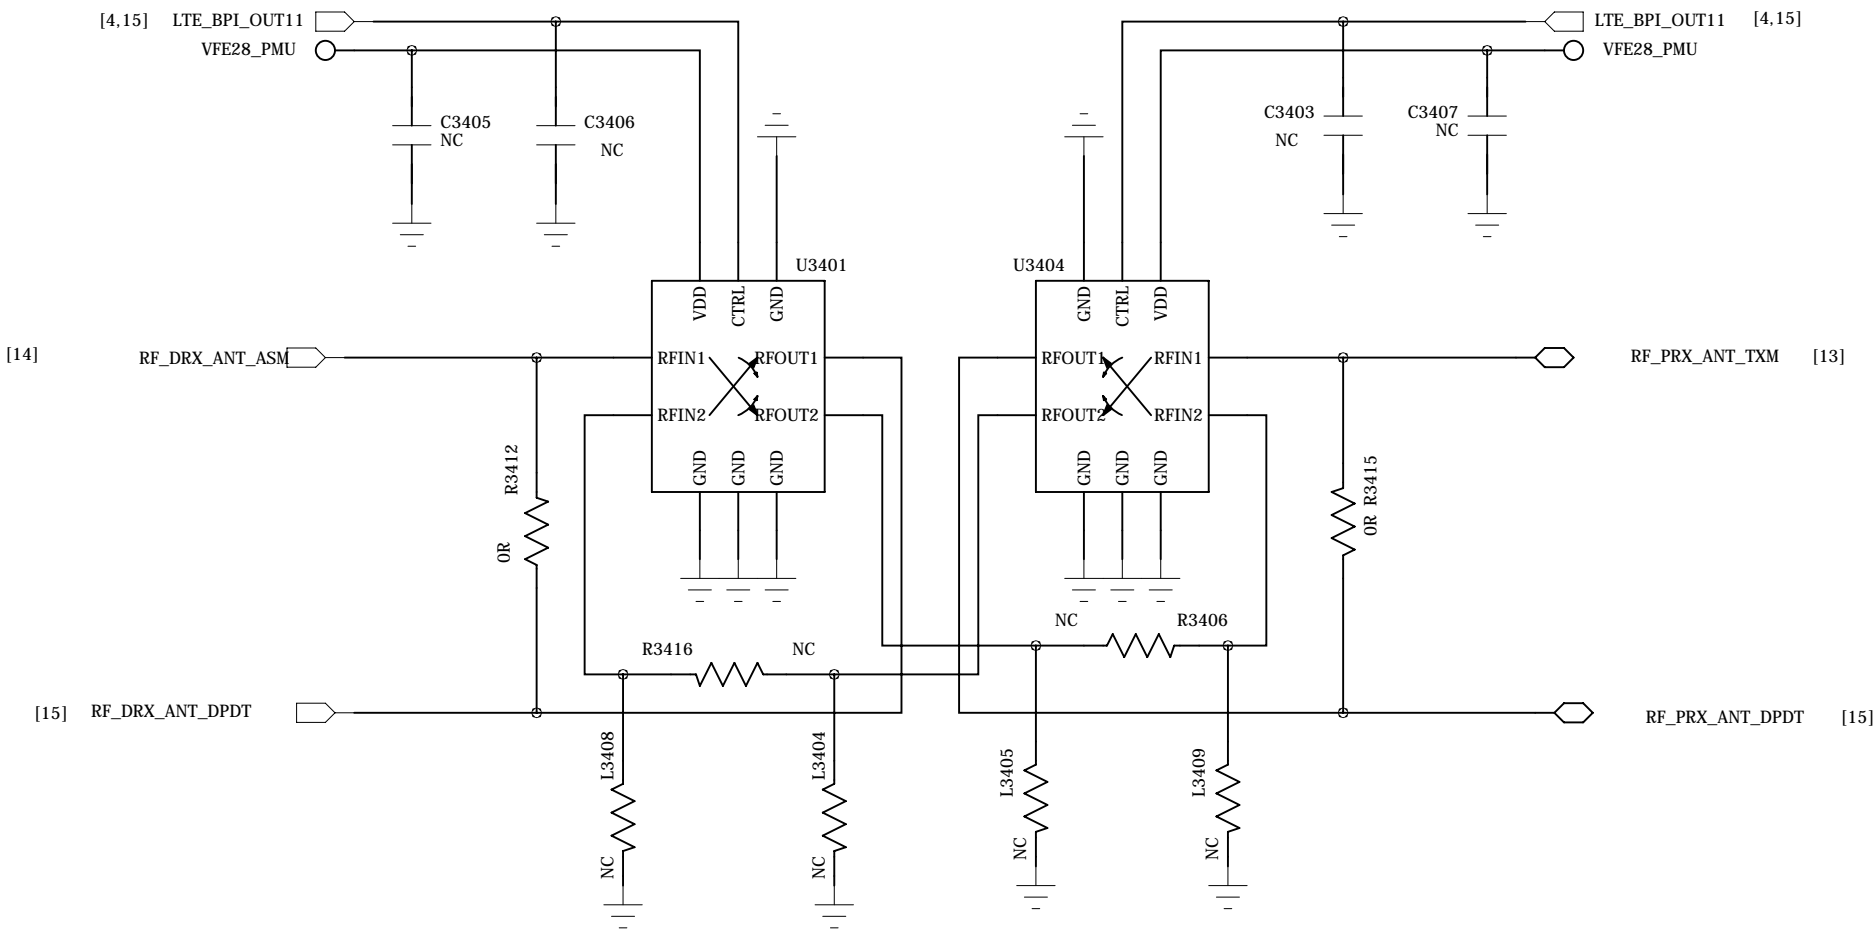 [4,15] LTE_BPI_OUT11
LTE_BPI_OUT11 [4,15]
VFE28_PMU
VFE28_PMU
C3405
NC
C3406
NC
C3403
NC
C3407
NC
U3401
U3404
VDD
CTRL
GND
GND
CTRL
VDD
[14] RF_DRX_ANT_ASM
RFIN1
RFOUT1
RFOUT1
RFIN1
RF_PRX_ANT_TXM [13]
RFIN2
RFOUT2
RFOUT2
RFIN2
GND
GND
GND
GND
GND
GND
R3412
0R
0R R3415
NC
R3406
R3416
NC
[15] RF_DRX_ANT_DPDT
RF_PRX_ANT_DPDT [15]
L3408
NC
L3404
NC
L3405
NC
L3409
NC